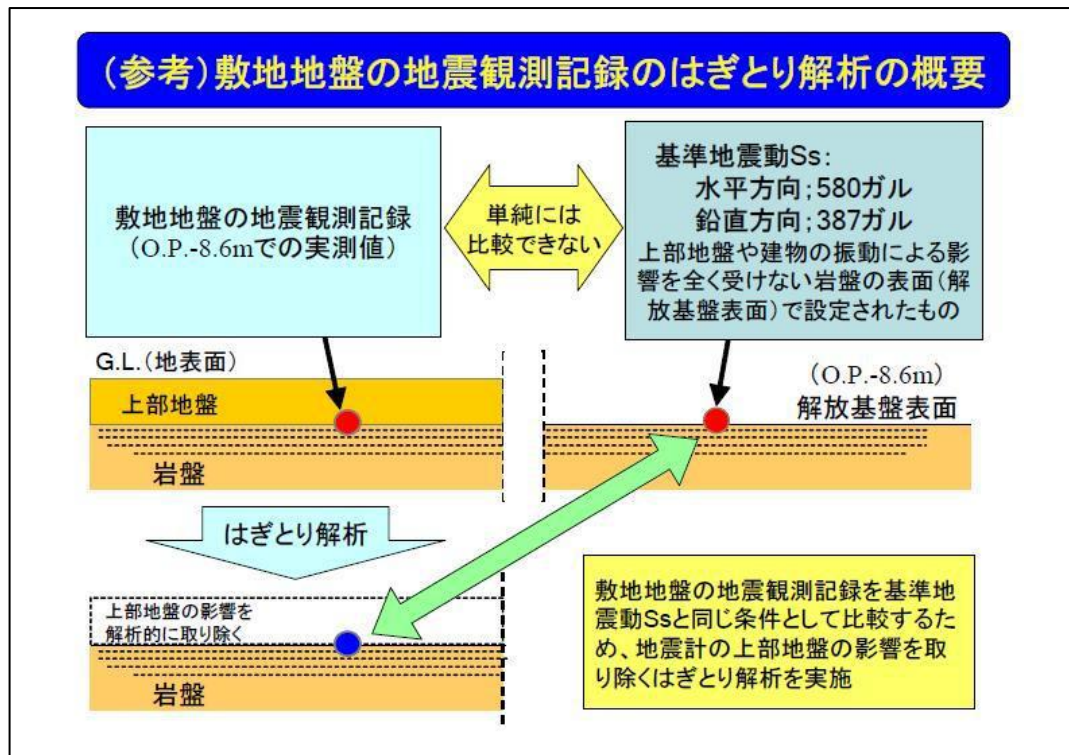 (参考)敷地地盤の地震観測記録のはぎとり解析の概要
敷地地盤の地震観測記録
(O.P.-8.6mでの実測値)
単純には
比較できない
基準地震動Ss:
水平方向;580ガル
鉛直方向;387ガル
上部地盤や建物の振動による影
響を全く受けない岩盤の表面(解
放基盤表面)で設定されたもの
G.L.(地表面)
上部地盤
岩盤
(O.P.-8.6m)
解放基盤表面
はぎとり解析
上部地盤の影響を
解析的に取り除く
岩盤
敷地地盤の地震観測記録を基準地
震動Ssと同じ条件として比較するた
め、地震計の上部地盤の影響を取
り除くはぎとり解析を実施